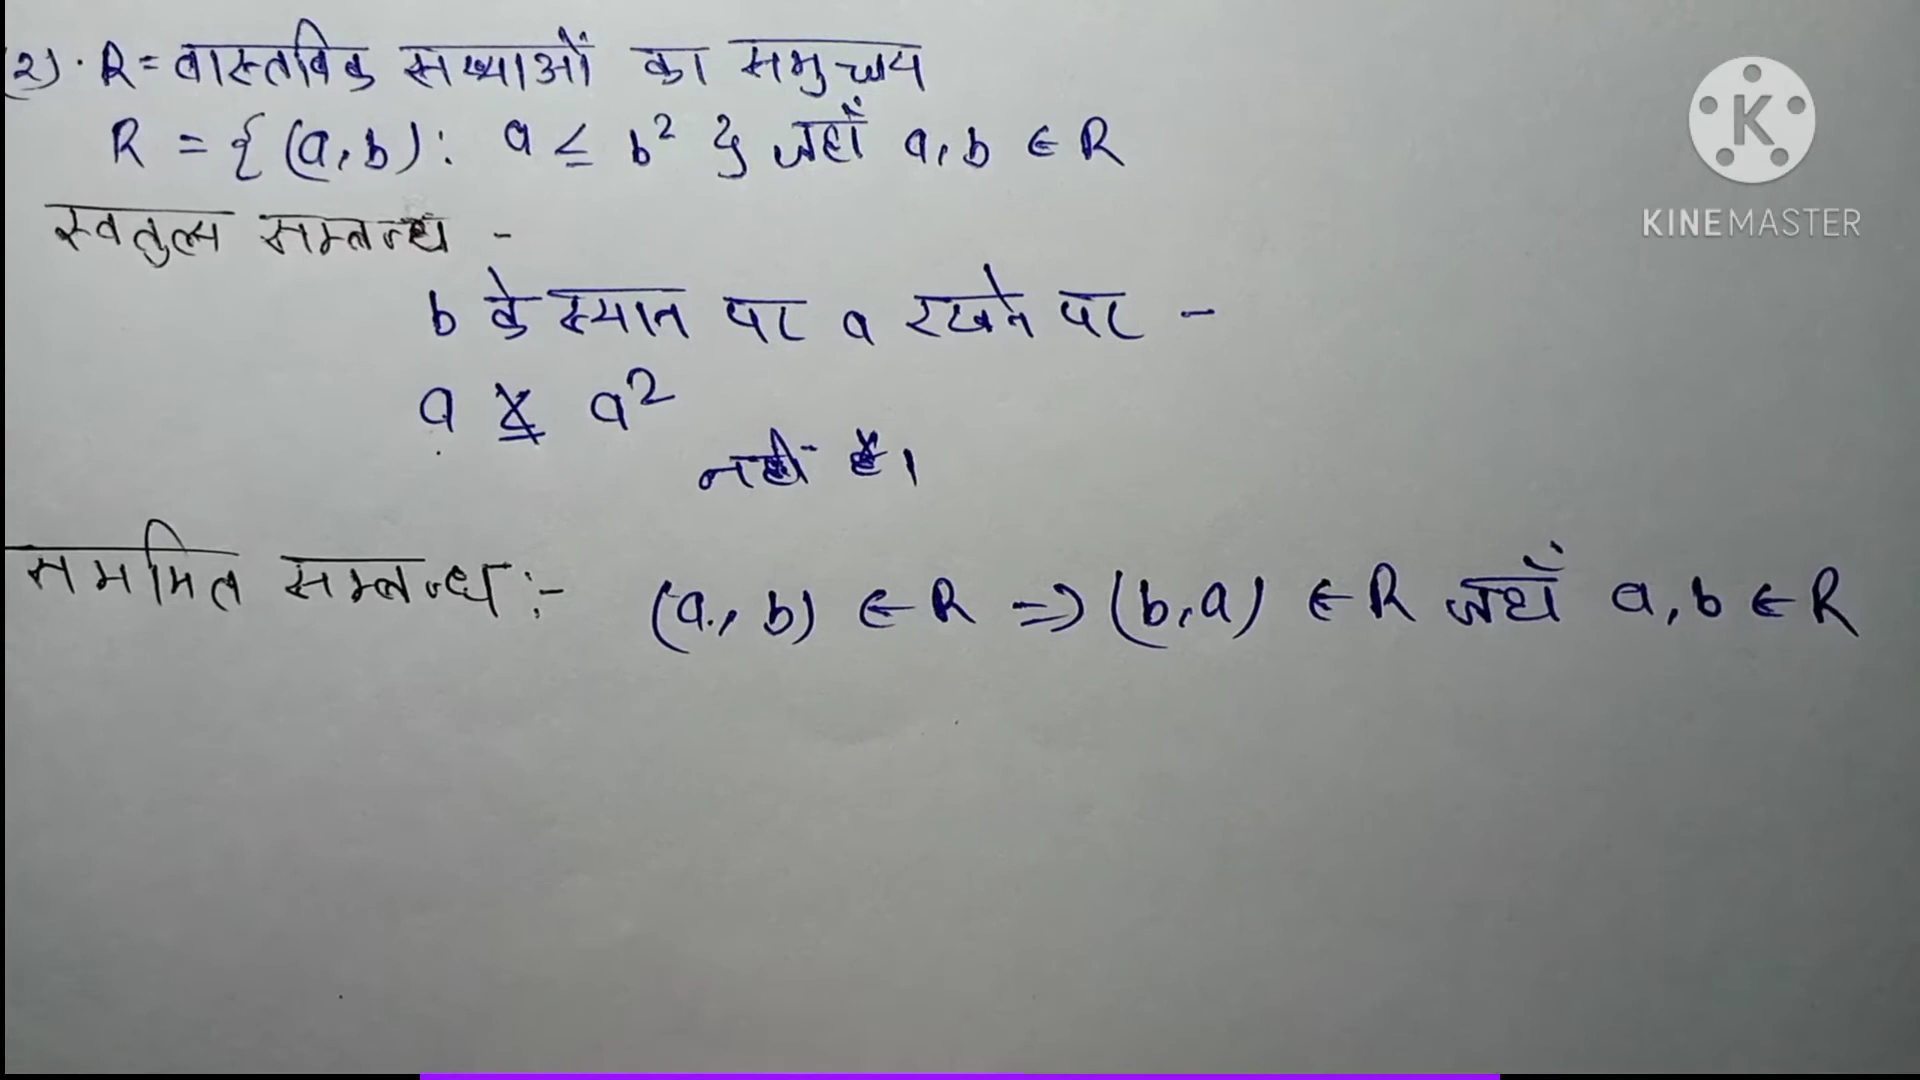 (2). R = वास्तविक सख्याओं का समुच्चय
R = {(a, b): a ≤ b² } जहाँ a, b ∈ R
स्वतुल्य सम्बन्ध -
b के स्थान पर a रखने पर -
a ≰ a²
नही है।
सममित सम्बन्ध :- (a, b) ∈ R ⇒ (b, a) ∈ R जहाँ a, b ∈ R
K
KINEMASTER